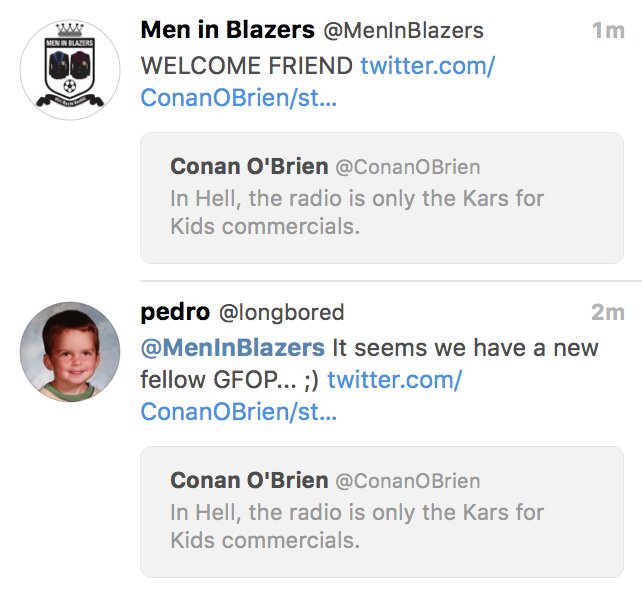 MEN IN BLAZERS
Men in Blazers @MenInBlazers 1m
WELCOME FRIEND twitter.com/
ConanOBrien/st...
Conan O'Brien @ConanOBrien
In Hell, the radio is only the Kars for
Kids commercials.
pedro @longbored 2m
@MenInBlazers It seems we have a new
fellow GFOP... ;) twitter.com/
ConanOBrien/st...
Conan O'Brien @ConanOBrien
In Hell, the radio is only the Kars for
Kids commercials.